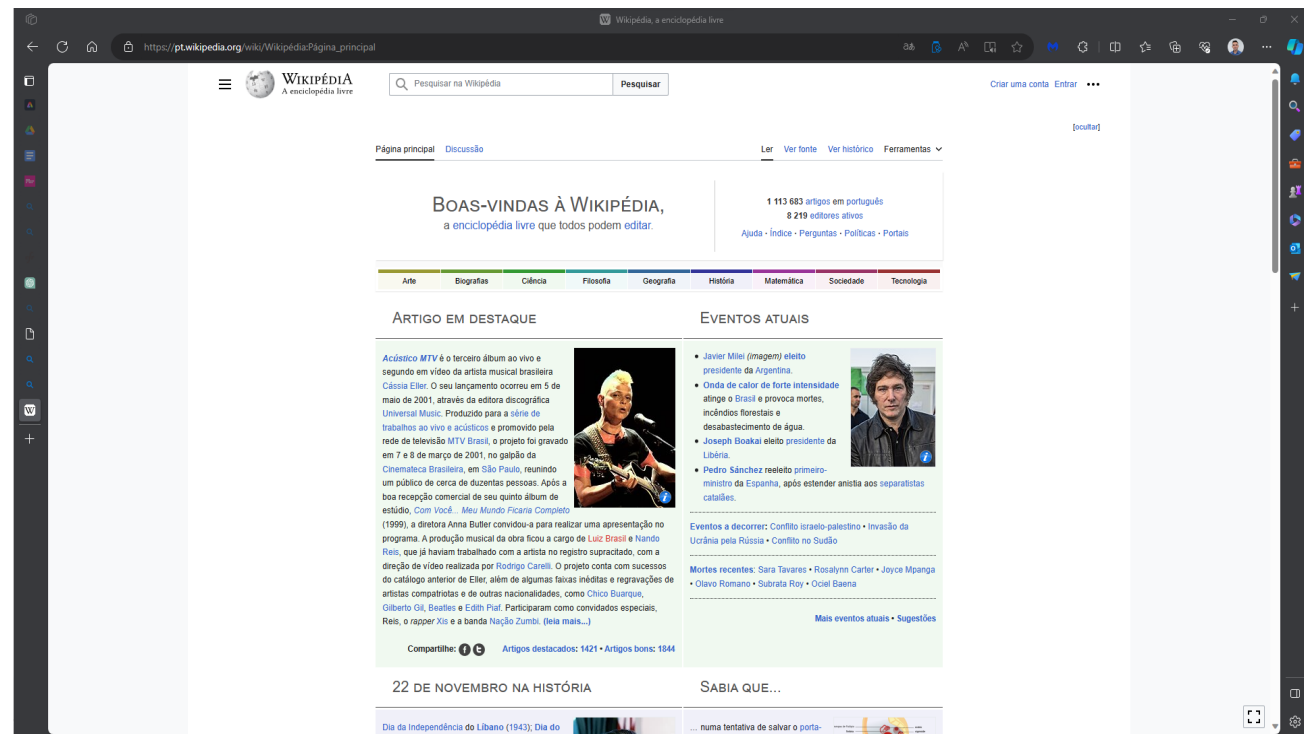 Wikipédia, a enciclopédia livre
https://pt.wikipedia.org/wiki/Wikipédia:Página_principal
WIKIPÉDIA
A enciclopédia livre
Pesquisar na Wikipédia
Pesquisar
Criar uma conta Entrar
[ocultar]
Página principal Discussão
Ler Ver fonte Ver histórico Ferramentas
BOAS-VINDAS À WIKIPÉDIA,
a enciclopédia livre que todos podem editar.
1 113 683 artigos em português
8 219 editores ativos
Ajuda · Índice · Perguntas · Políticas · Portais
Arte Biografias Ciência Filosofia Geografia História Matemática Sociedade Tecnologia
ARTIGO EM DESTAQUE
Acústico MTV é o terceiro álbum ao vivo e
segundo em vídeo da artista musical brasileira
Cássia Eller. O seu lançamento ocorreu em 5 de
maio de 2001, através da editora discográfica
Universal Music. Produzido para a série de
trabalhos ao vivo e acústicos e promovido pela
rede de televisão MTV Brasil, o projeto foi gravado
em 7 e 8 de março de 2001, no galpão da
Cinemateca Brasileira, em São Paulo, reunindo
um público de cerca de duzentas pessoas. Após a
boa recepção comercial de seu quinto álbum de
estúdio, Com Você... Meu Mundo Ficaria Completo
(1999), a diretora Anna Butler convidou-a para realizar uma apresentação no
programa. A produção musical da obra ficou a cargo de Luiz Brasil e Nando
Reis, que já haviam trabalhado com a artista no registro supracitado, com a
direção de vídeo realizada por Rodrigo Carelli. O projeto conta com sucessos
do catálogo anterior de Eller, além de algumas faixas inéditas e regravações de
artistas compatriotas e de outras nacionalidades, como Chico Buarque,
Gilberto Gil, Beatles e Edith Piaf. Participaram como convidados especiais,
Reis, o rapper Xis e a banda Nação Zumbi. (leia mais...)
Compartilhe:
Artigos destacados: 1421 • Artigos bons: 1844
EVENTOS ATUAIS
• Javier Milei (imagem) eleito
presidente da Argentina.
• Onda de calor de forte intensidade
atinge o Brasil e provoca mortes,
incêndios florestais e
desabastecimento de água.
• Joseph Boakai eleito presidente da
Libéria.
• Pedro Sánchez reeleito primeiro-
ministro da Espanha, após estender anistia aos separatistas
catalães.
Eventos a decorrer: Conflito israelo-palestino • Invasão da
Ucrânia pela Rússia • Conflito no Sudão
Mortes recentes: Sara Tavares • Rosalynn Carter • Joyce Mpanga
• Olavo Romano • Subrata Roy • Ociel Baena
Mais eventos atuais • Sugestões
22 DE NOVEMBRO NA HISTÓRIA
Dia da Independência do Líbano (1943); Dia do
SABIA QUE...
... numa tentativa de salvar o porta-